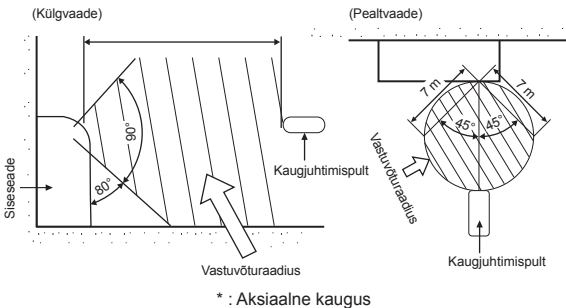 (Külgvaade)
90°
80°
Siseseade
Kaugjuhtimispult
Vastuvõturaadius
(Pealtvaade)
7 m
7 m
45°
45°
Vastuvõturaadius
Kaugjuhtimispult
* : Aksiaalne kaugus